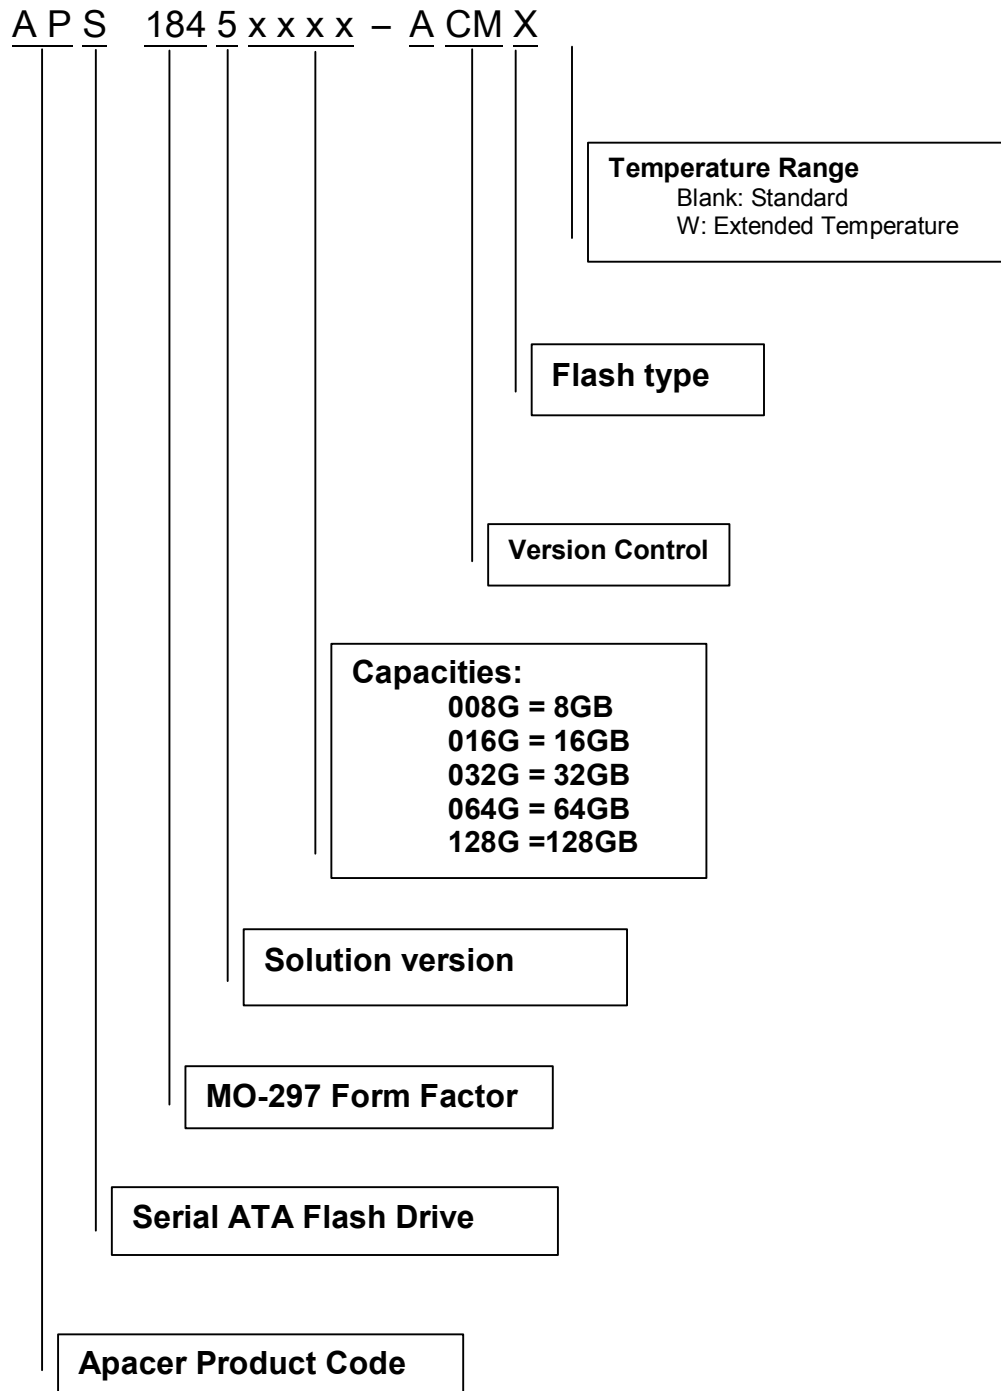 A P S 184 5 x x x x – A CM X
Temperature Range
Blank: Standard
W: Extended Temperature
Flash type
Version Control
Capacities:
008G = 8GB
016G = 16GB
032G = 32GB
064G = 64GB
128G =128GB
Solution version
MO-297 Form Factor
Serial ATA Flash Drive
Apacer Product Code